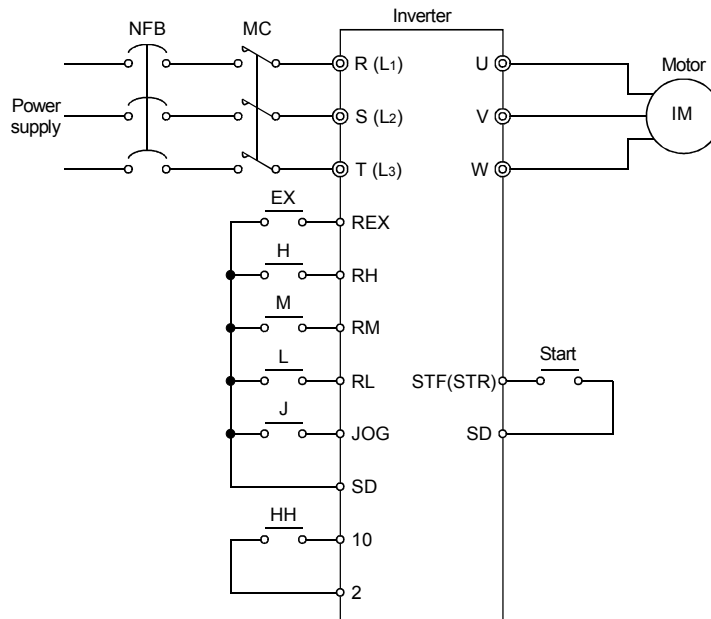 Inverter
NFB MC
R (L1) U Motor
Power
supply
S (L2) V IM
T (L3) W
EX
REX
H
RH
M
RM
L
RL STF(STR) Start
J
JOG SD
SD
HH
10
2